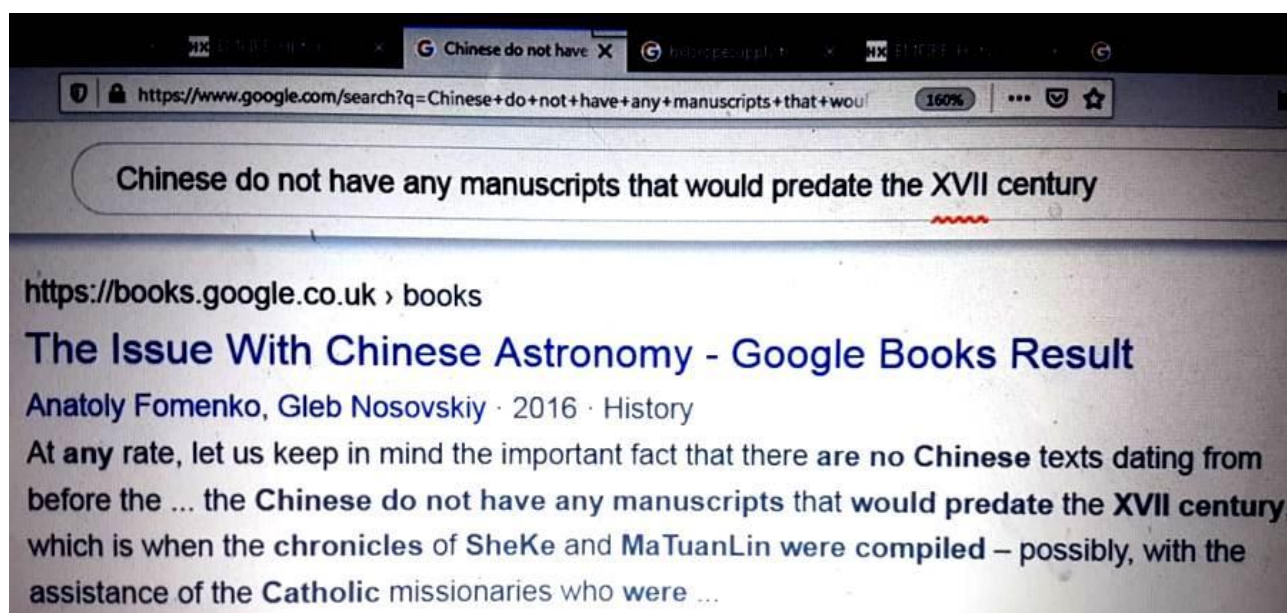 HX
G Chinese do not have X
G
HX
G
https://www.google.com/search?q=Chinese+do+not+have+any+manuscripts+that+woul 160% ...
Chinese do not have any manuscripts that would predate the XVII century
https://books.google.co.uk › books
The Issue With Chinese Astronomy - Google Books Result
Anatoly Fomenko, Gleb Nosovskiy · 2016 · History
At any rate, let us keep in mind the important fact that there are no Chinese texts dating from
before the ... the Chinese do not have any manuscripts that would predate the XVII century
which is when the chronicles of SheKe and MaTuanLin were compiled – possibly, with the
assistance of the Catholic missionaries who were ...